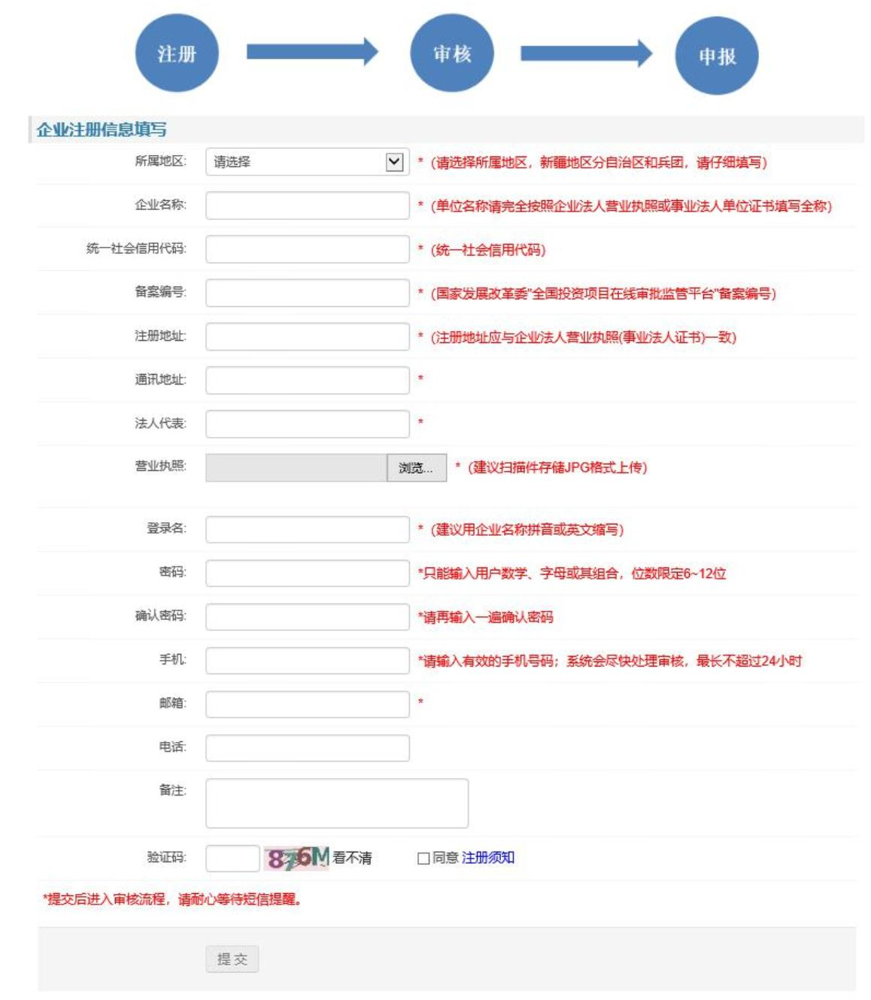 注册 审核 申报
企业注册信息填写
所属地区: 请选择 * (请选择所属地区，新疆地区分自治区和兵团，请仔细填写)
企业名称: * (单位名称请完全按照企业法人营业执照或事业法人单位证书填写全称)
统一社会信用代码: * (统一社会信用代码)
备案编号: * (国家发展改革委"全国投资项目在线审批监管平台"备案编号)
注册地址: * (注册地址应与企业法人营业执照(事业法人证书)一致)
通讯地址: *
法人代表: *
营业执照: 浏览... * (建议扫描件存储JPG格式上传)
登录名: * (建议用企业名称拼音或英文缩写)
密码: *只能输入用户数学、字母或其组合，位数限定6~12位
确认密码: *请再输入一遍确认密码
手机: *请输入有效的手机号码；系统会尽快处理审核，最长不超过24小时
邮箱: *
电话:
备注:
验证码: 876M 看不清 同意 注册须知
*提交后进入审核流程，请耐心等待短信提醒。
提 交